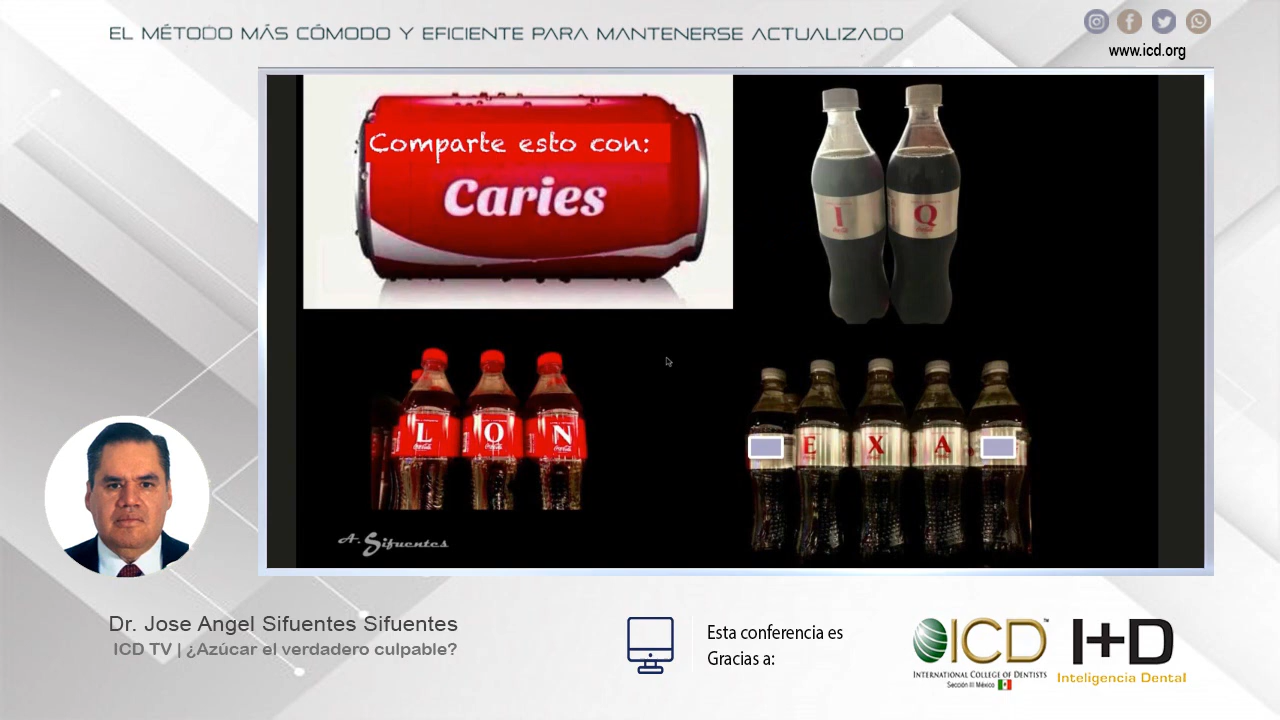 EL MÉTODO MÁS CÓMODO Y EFICIENTE PARA MANTENERSE ACTUALIZADO
www.icd.org
Comparte esto con:
Caries
I Q
L O N
E X A
A. Sifuentes
Dr. Jose Angel Sifuentes Sifuentes
ICD TV | ¿Azúcar el verdadero culpable?
Esta conferencia es
Gracias a:
ICD™
INTERNATIONAL COLLEGE OF DENTISTS
Sección III México
I+D
Inteligencia Dental